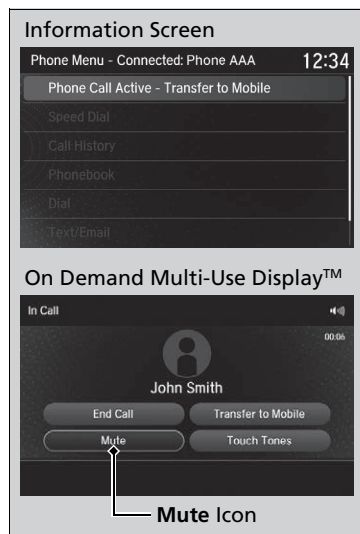 Information Screen
Phone Menu - Connected: Phone AAA 12:34
Phone Call Active - Transfer to Mobile
Speed Dial
Call History
Phonebook
Dial
Text/Email
On Demand Multi-Use Display™
In Call
00:06
John Smith
End Call Transfer to Mobile
Mute Touch Tones
Mute Icon